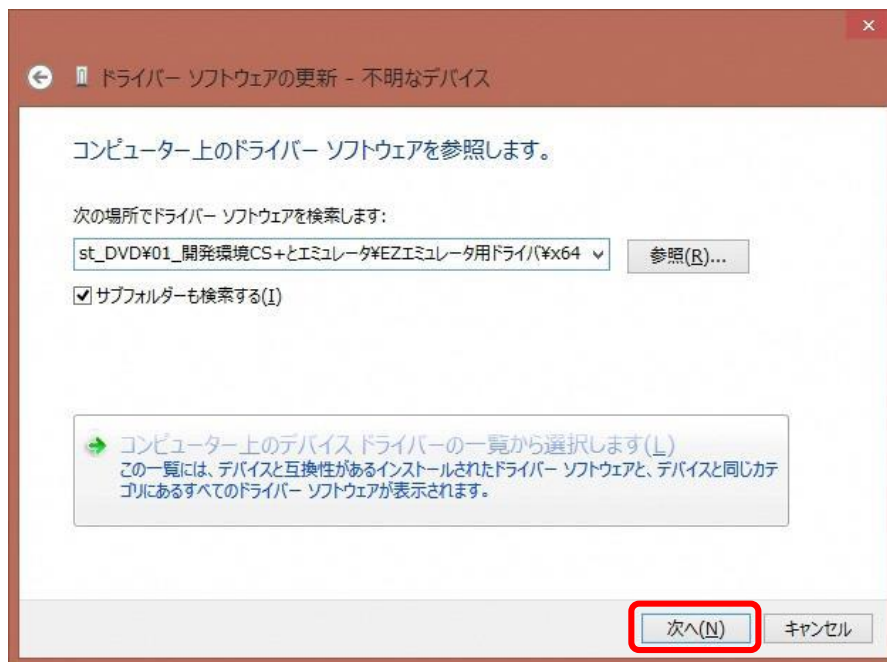 ドライバー ソフトウェアの更新 - 不明なデバイス
コンピューター上のドライバー ソフトウェアを参照します。
次の場所でドライバー ソフトウェアを検索します:
st_DVD¥01_開発環境CS+とエミュレータ¥EZエミュレータ用ドライバ¥x64
参照(R)...
サブフォルダーも検索する(I)
コンピューター上のデバイス ドライバーの一覧から選択します(L)
この一覧には、デバイスと互換性があるインストールされたドライバー ソフトウェアと、デバイスと同じカテ
ゴリにあるすべてのドライバー ソフトウェアが表示されます。
次へ(N)
キャンセル